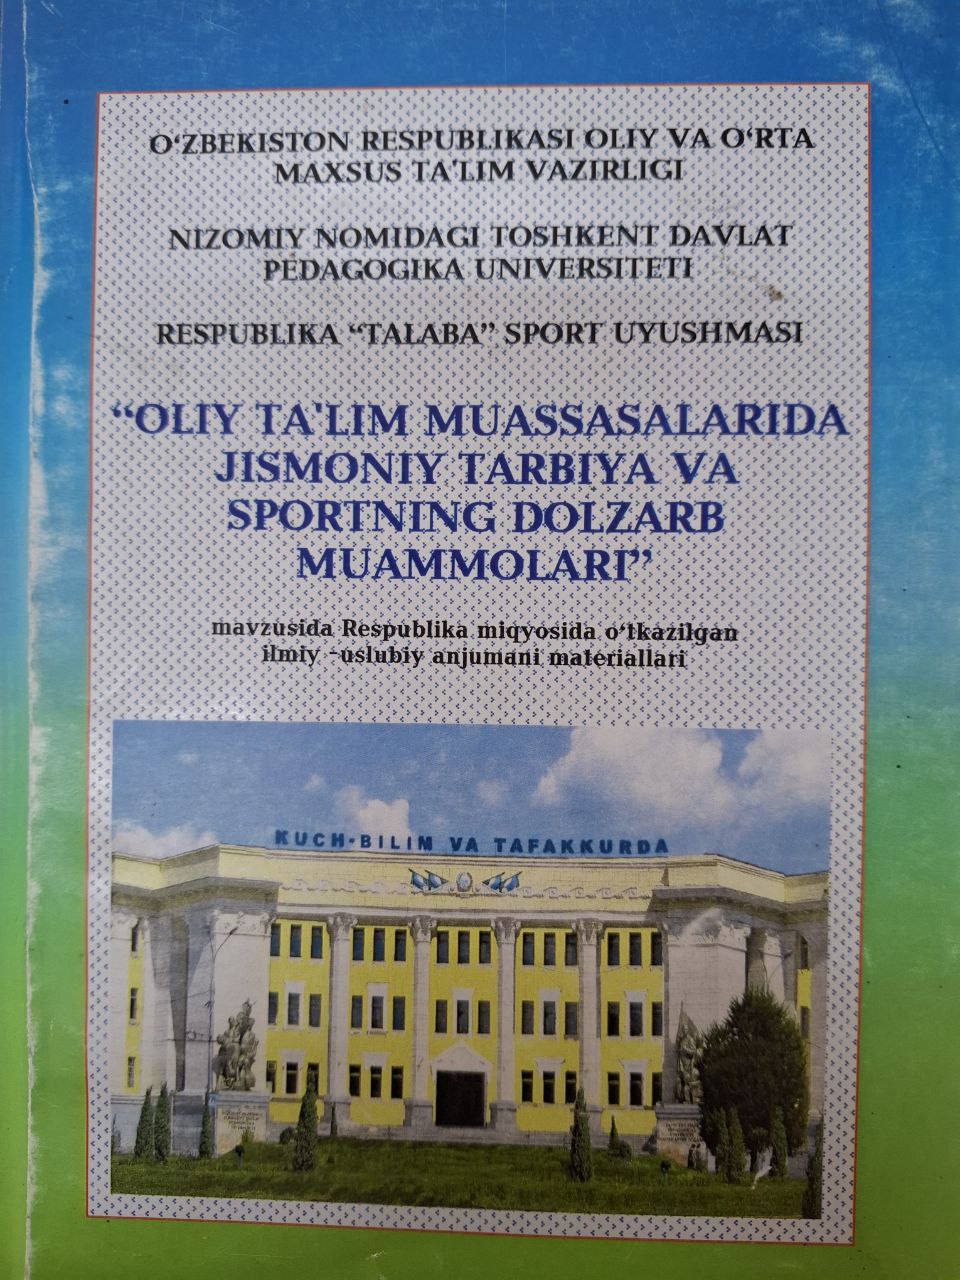 O‘ZBEKISTON RESPUBLIKASI OLIY VA O‘RTA
MAXSUS TA'LIM VAZIRLIGI
NIZOMIY NOMIDAGI TOSHKENT DAVLAT
PEDAGOGIKA UNIVERSITETI
RESPUBLIKA “TALABA” SPORT UYUSHMASI
“OLIY TA'LIM MUASSASALARIDA
JISMONIY TARBIYA VA
SPORTNING DOLZARB
MUAMMOLARI”
mavzusida Respublika miqyosida o‘tkazilgan
ilmiy -uslubiy anjumani materiallari
KUCH-BILIM VA TAFAKKURDA